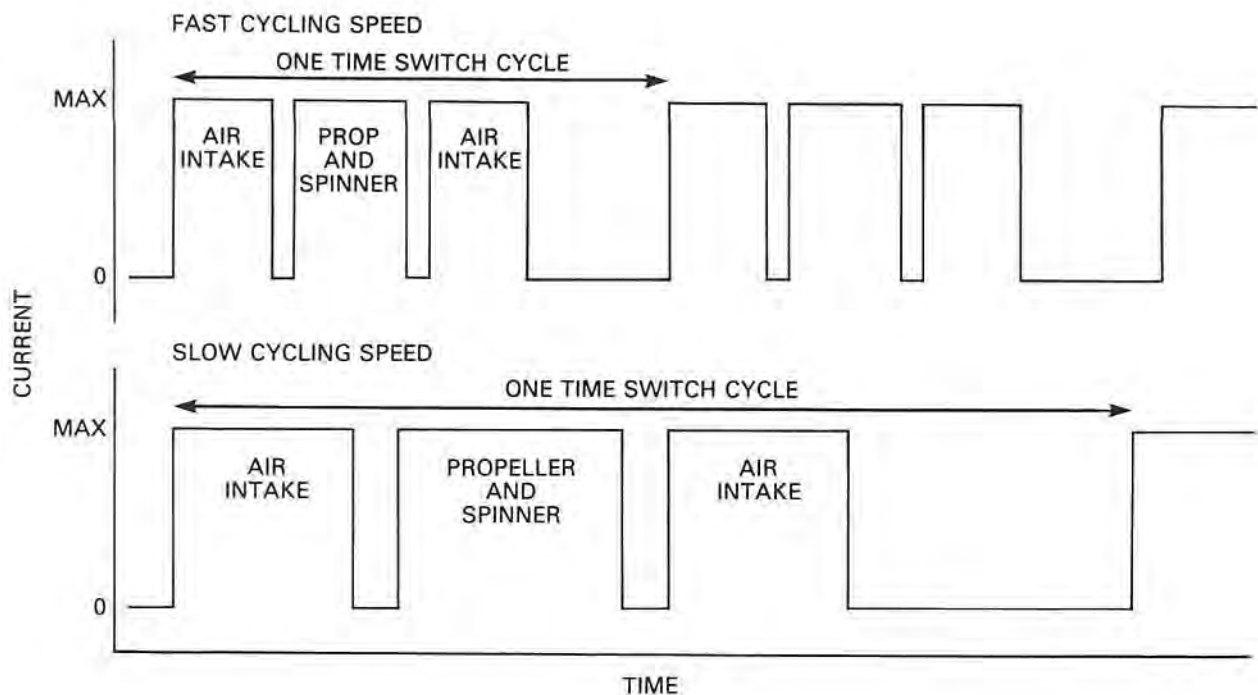 FAST CYCLING SPEED
ONE TIME SWITCH CYCLE
MAX
AIR
INTAKE
PROP
AND
SPINNER
AIR
INTAKE
0
CURRENT
SLOW CYCLING SPEED
ONE TIME SWITCH CYCLE
MAX
AIR
INTAKE
PROPELLER
AND
SPINNER
AIR
INTAKE
0
TIME